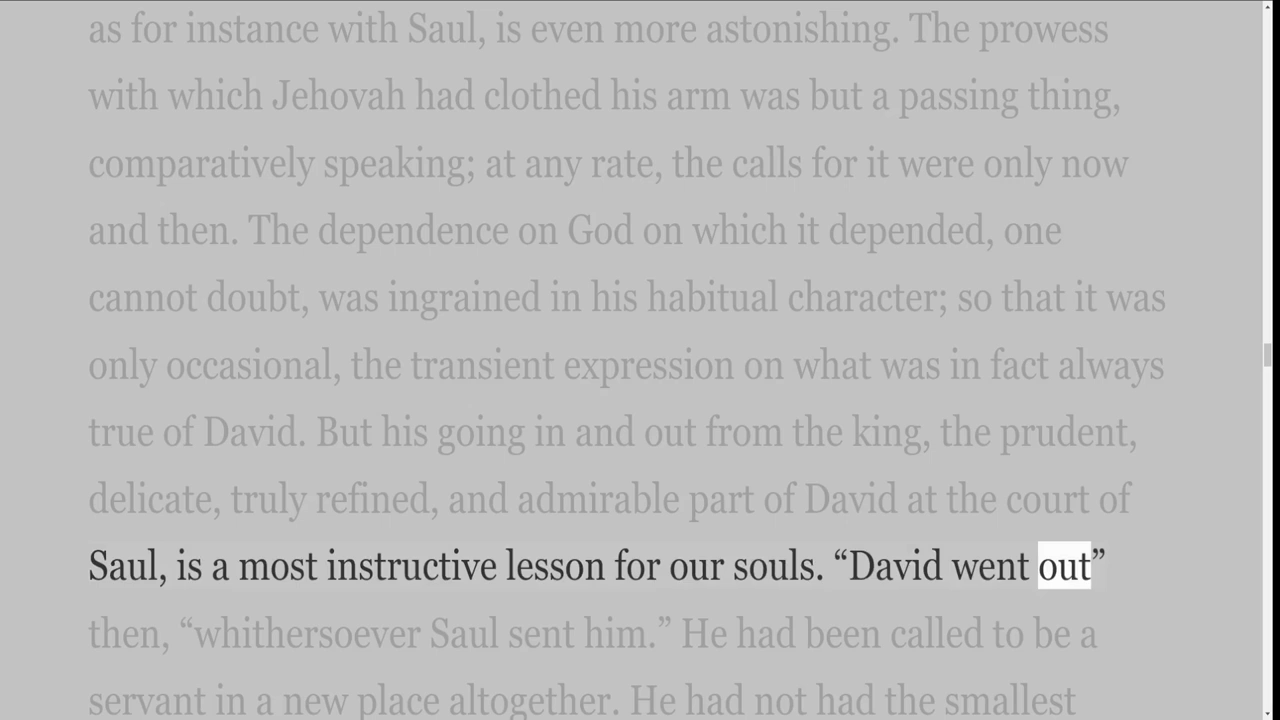 as for instance with Saul, is even more astonishing. The prowess
with which Jehovah had clothed his arm was but a passing thing,
comparatively speaking; at any rate, the calls for it were only now
and then. The dependence on God on which it depended, one
cannot doubt, was ingrained in his habitual character; so that it was
only occasional, the transient expression on what was in fact always
true of David. But his going in and out from the king, the prudent,
delicate, truly refined, and admirable part of David at the court of
Saul, is a most instructive lesson for our souls. “David went out”
then, “whithersoever Saul sent him.” He had been called to be a
servant in a new place altogether. He had not had the smallest